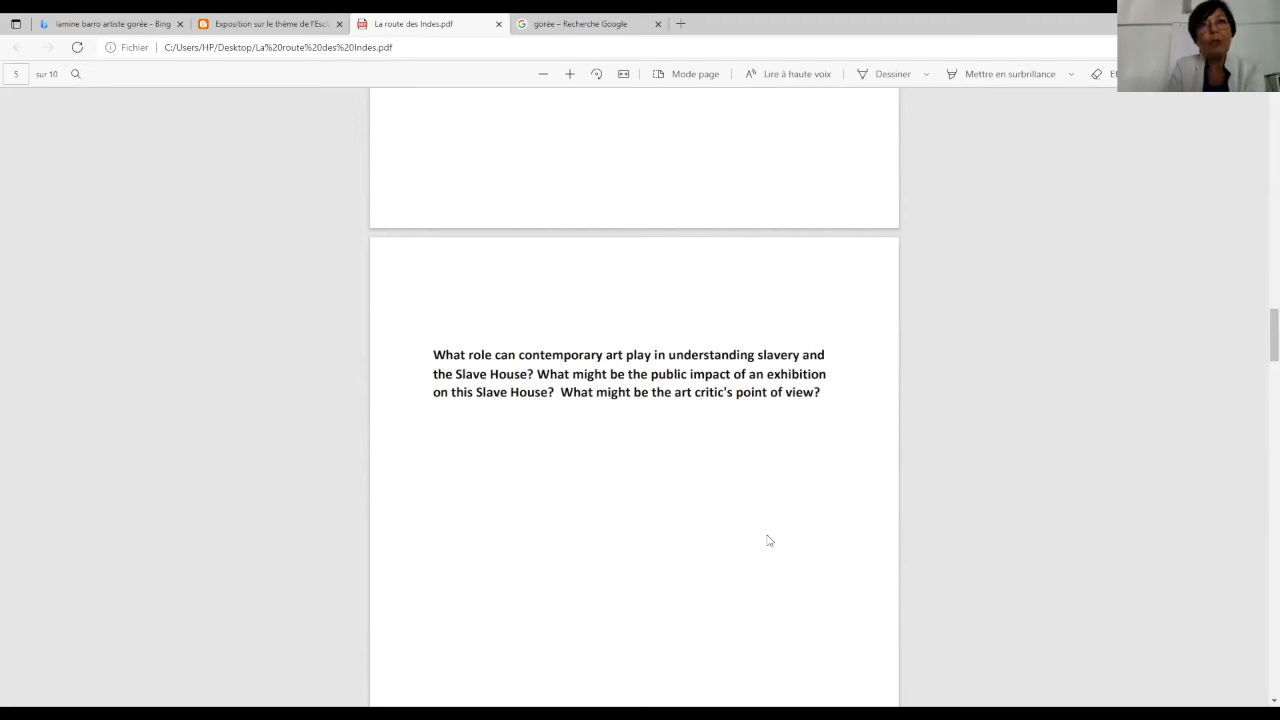 lamine barro artiste gorée - Bing
Exposition sur le thème de l'Escl
La route des Indes.pdf
gorée – Recherche Google
Fichier
C:/Users/HP/Desktop/La%20route%20des%20Indes.pdf
5 sur 10
Mode page
Lire à haute voix
Dessiner
Mettre en surbrillance
What role can contemporary art play in understanding slavery and
the Slave House? What might be the public impact of an exhibition
on this Slave House? What might be the art critic's point of view?